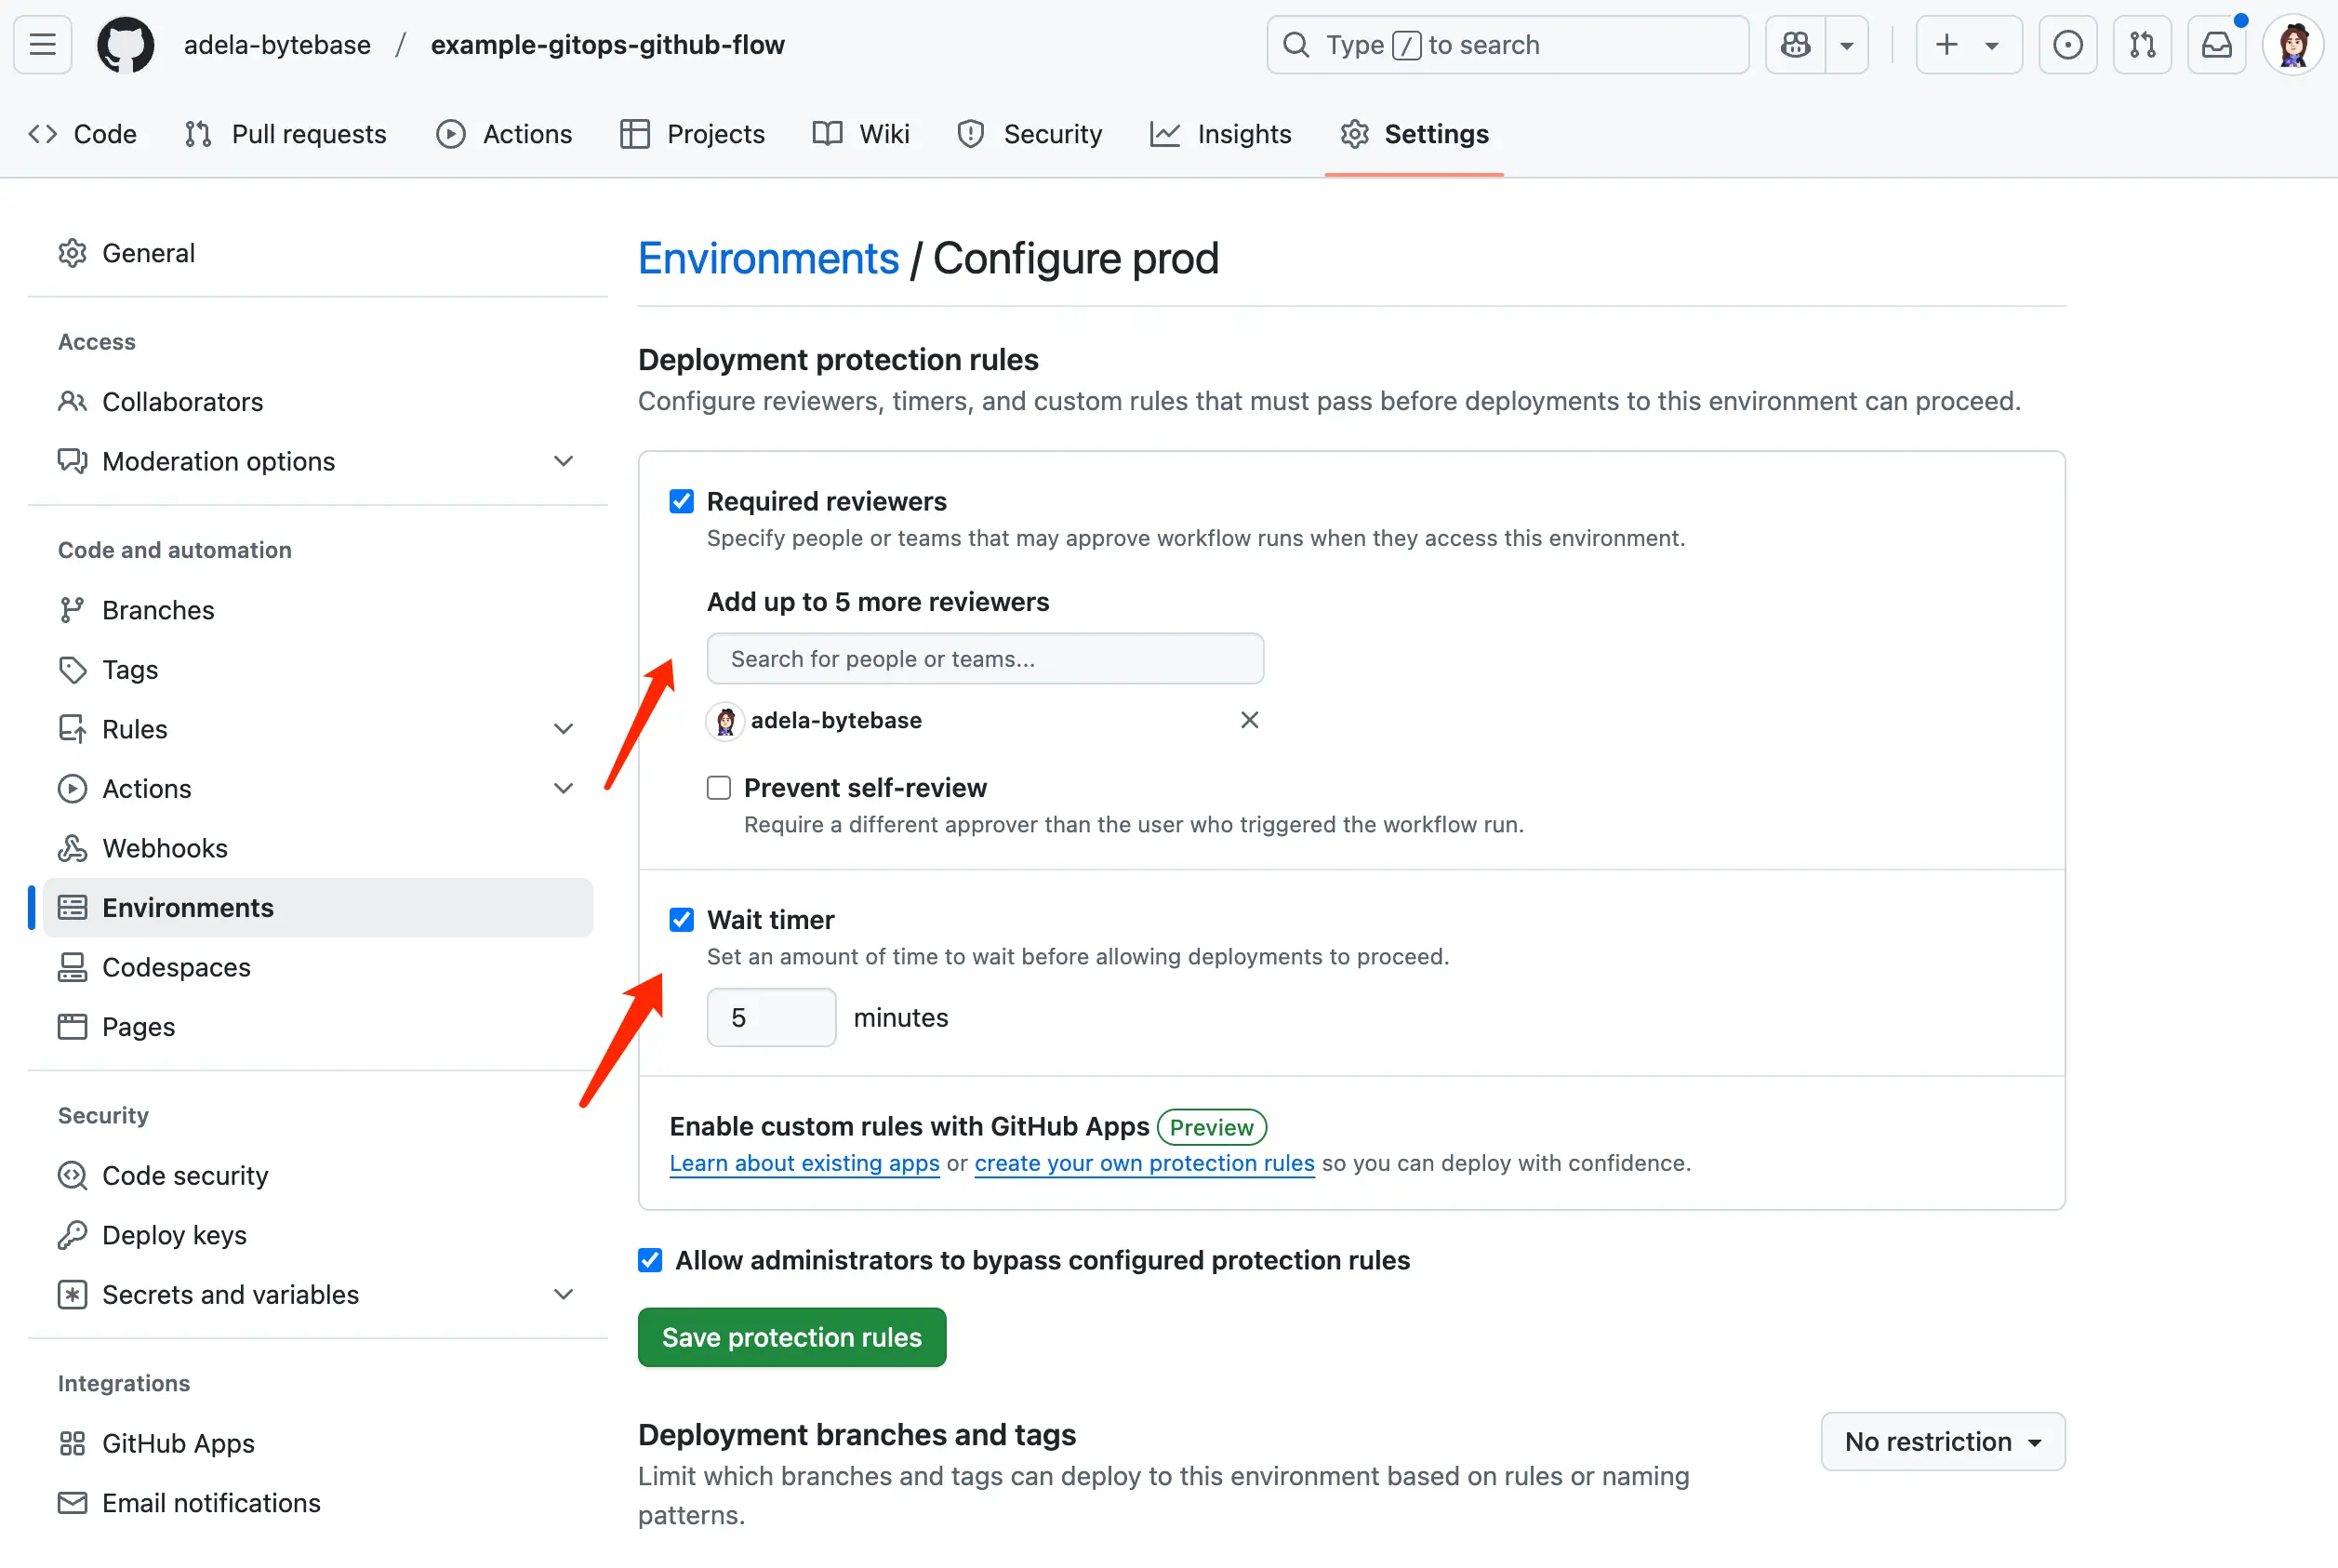 adela-bytebase / example-gitops-github-flow
Type / to search
Code
Pull requests
Actions
Projects
Wiki
Security
Insights
Settings
General
Access
Collaborators
Moderation options
Code and automation
Branches
Tags
Rules
Actions
Webhooks
Environments
Codespaces
Pages
Security
Code security
Deploy keys
Secrets and variables
Integrations
GitHub Apps
Email notifications
Environments / Configure prod
Deployment protection rules
Configure reviewers, timers, and custom rules that must pass before deployments to this environment can proceed.
Required reviewers
Specify people or teams that may approve workflow runs when they access this environment.
Add up to 5 more reviewers
Search for people or teams...
adela-bytebase
Prevent self-review
Require a different approver than the user who triggered the workflow run.
Wait timer
Set an amount of time to wait before allowing deployments to proceed.
5 minutes
Enable custom rules with GitHub Apps Preview
Learn about existing apps or create your own protection rules so you can deploy with confidence.
Allow administrators to bypass configured protection rules
Save protection rules
Deployment branches and tags
No restriction
Limit which branches and tags can deploy to this environment based on rules or naming
patterns.